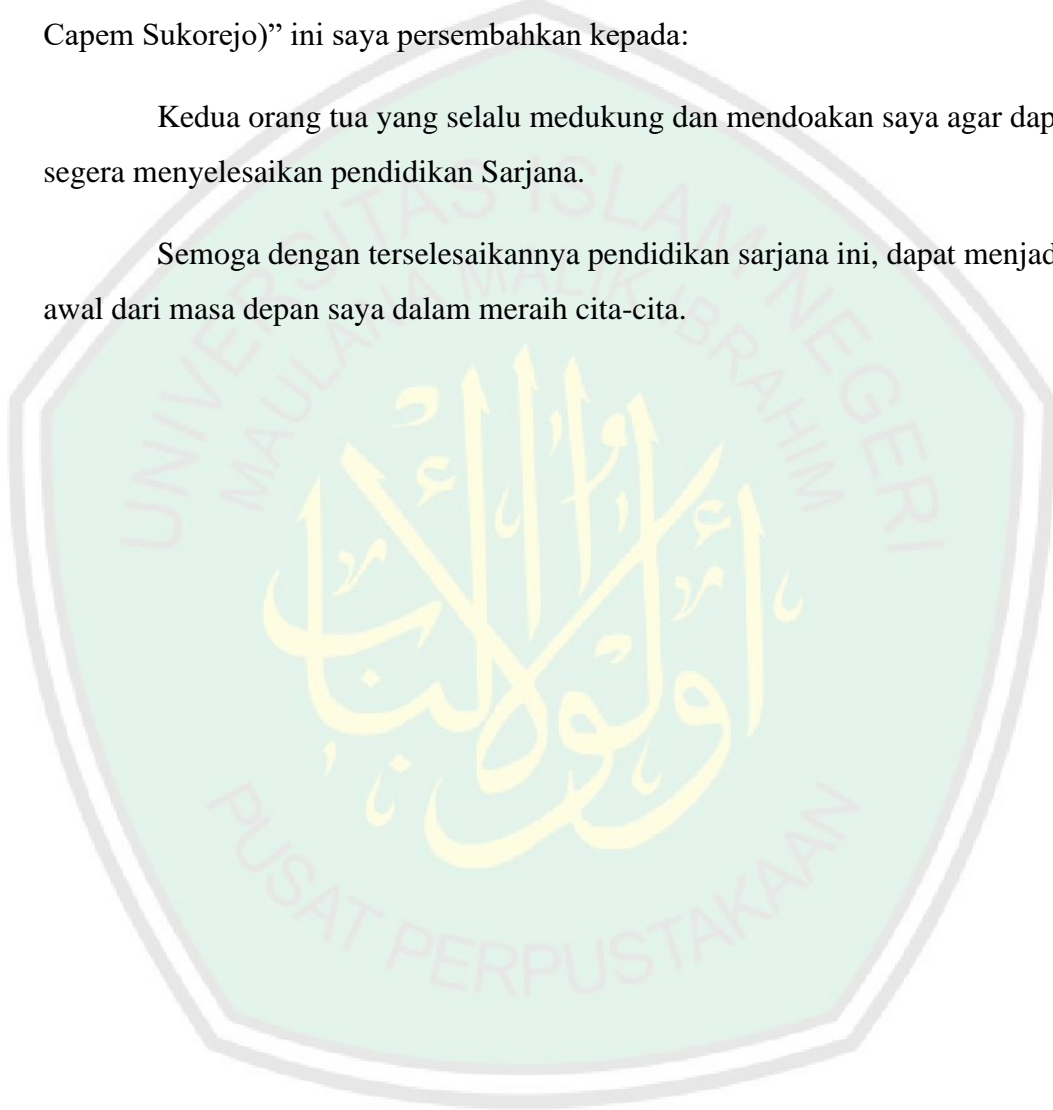 Capem Sukorejo)” ini saya persembahkan kepada:
Kedua orang tua yang selalu medukung dan mendoakan saya agar dap
segera menyelesaikan pendidikan Sarjana.
Semoga dengan terselesaikannya pendidikan sarjana ini, dapat menjad
awal dari masa depan saya dalam meraih cita-cita.
UNIVERSITAS ISLAM NEGERI
MAULANA MALIK IBRAHIM
أولوا الألباب
PUSAT PERPUSTAKAAN